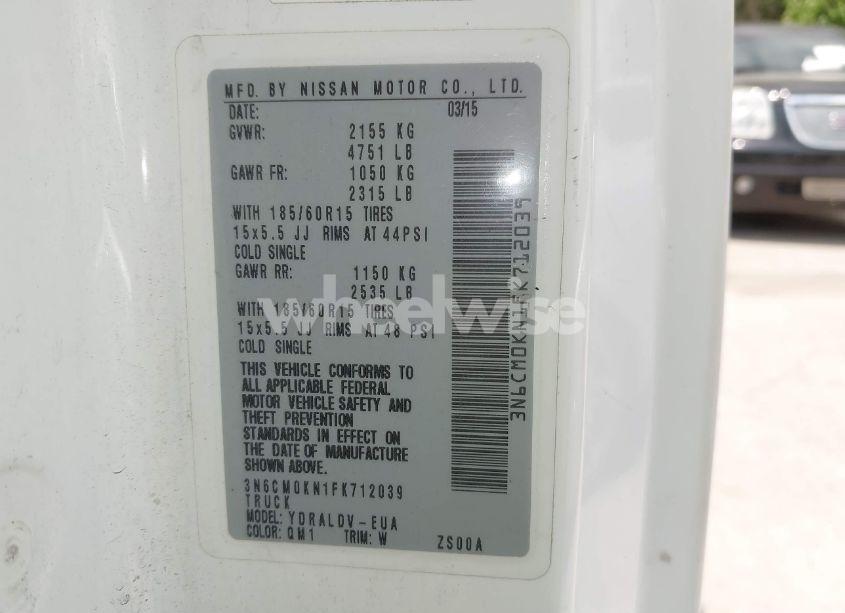 MFD. BY NISSAN MOTOR CO., LTD.
DATE: 03/15
GVWR: 2155 KG
4751 LB
GAWR FR: 1050 KG
2315 LB
WITH 185/60R15 TIRES
15x5.5 JJ RIMS AT 44PSI
COLD SINGLE
GAWR RR: 1150 KG
2535 LB
WITH 185/60R15 TIRES
15x5.5 JJ RIMS AT 48 PSI
COLD SINGLE
THIS VEHICLE CONFORMS TO
ALL APPLICABLE FEDERAL
MOTOR VEHICLE SAFETY AND
THEFT PREVENTION
STANDARDS IN EFFECT ON
THE DATE OF MANUFACTURE
SHOWN ABOVE.
3N6CM0KN1FK712039
TRUCK
MODEL: YDRALDV-EUA
COLOR: QM1 TRIM: W ZS00A
3N6CM0KN1FK712039
wheelwise